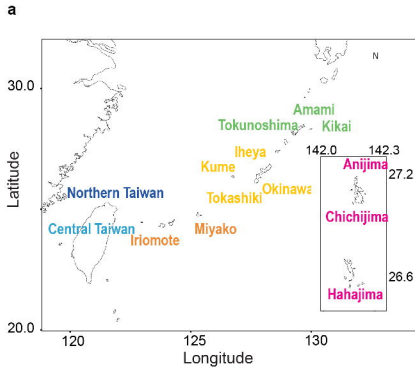 a
N
30.0
Amami
Tokunoshima
Kikai
142.0
142.3
Iheya
Anijima
Kume
27.2
Latitude
Northern Taiwan
Okinawa
Tokashiki
Chichijima
Central Taiwan
Miyako
Iriomote
26.6
Hahajima
20.0
120
125
130
Longitude